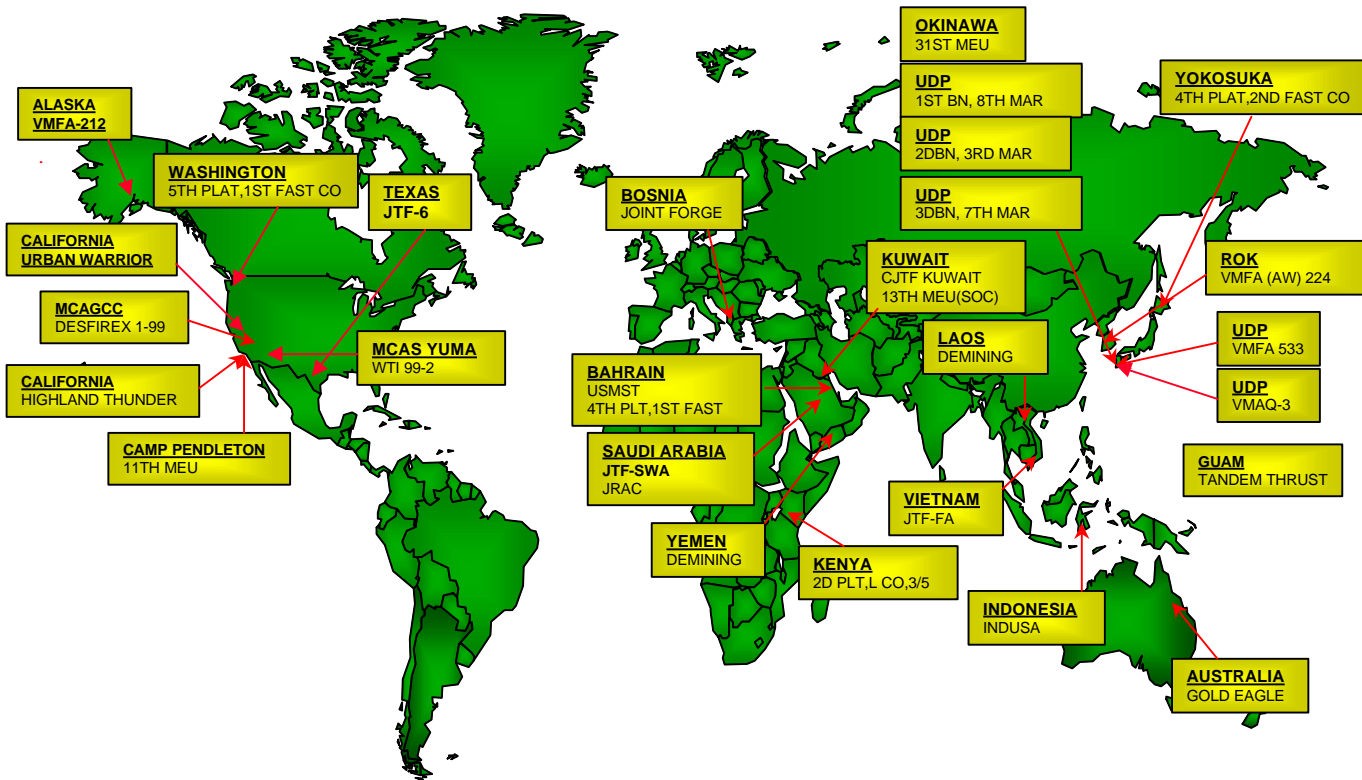 OKINAWA
31ST MEU
UDP
1ST BN, 8TH MAR
YOKOSUKA
4TH PLAT,2ND FAST CO
ALASKA
VMFA-212
UDP
2DBN, 3RD MAR
WASHINGTON
5TH PLAT,1ST FAST CO
TEXAS
JTF-6
BOSNIA
JOINT FORGE
UDP
3DBN, 7TH MAR
CALIFORNIA
URBAN WARRIOR
KUWAIT
CJTF KUWAIT
13TH MEU(SOC)
ROK
VMFA (AW) 224
MCAGCC
DESFIREX 1-99
MCAS YUMA
WTI 99-2
LAOS
DEMINING
UDP
VMFA 533
CALIFORNIA
HIGHLAND THUNDER
BAHRAIN
USMST
4TH PLT,1ST FAST
UDP
VMAQ-3
CAMP PENDLETON
11TH MEU
SAUDI ARABIA
JTF-SWA
JRAC
GUAM
TANDEM THRUST
VIETNAM
JTF-FA
YEMEN
DEMINING
KENYA
2D PLT,L CO,3/5
INDONESIA
INDUSA
AUSTRALIA
GOLD EAGLE